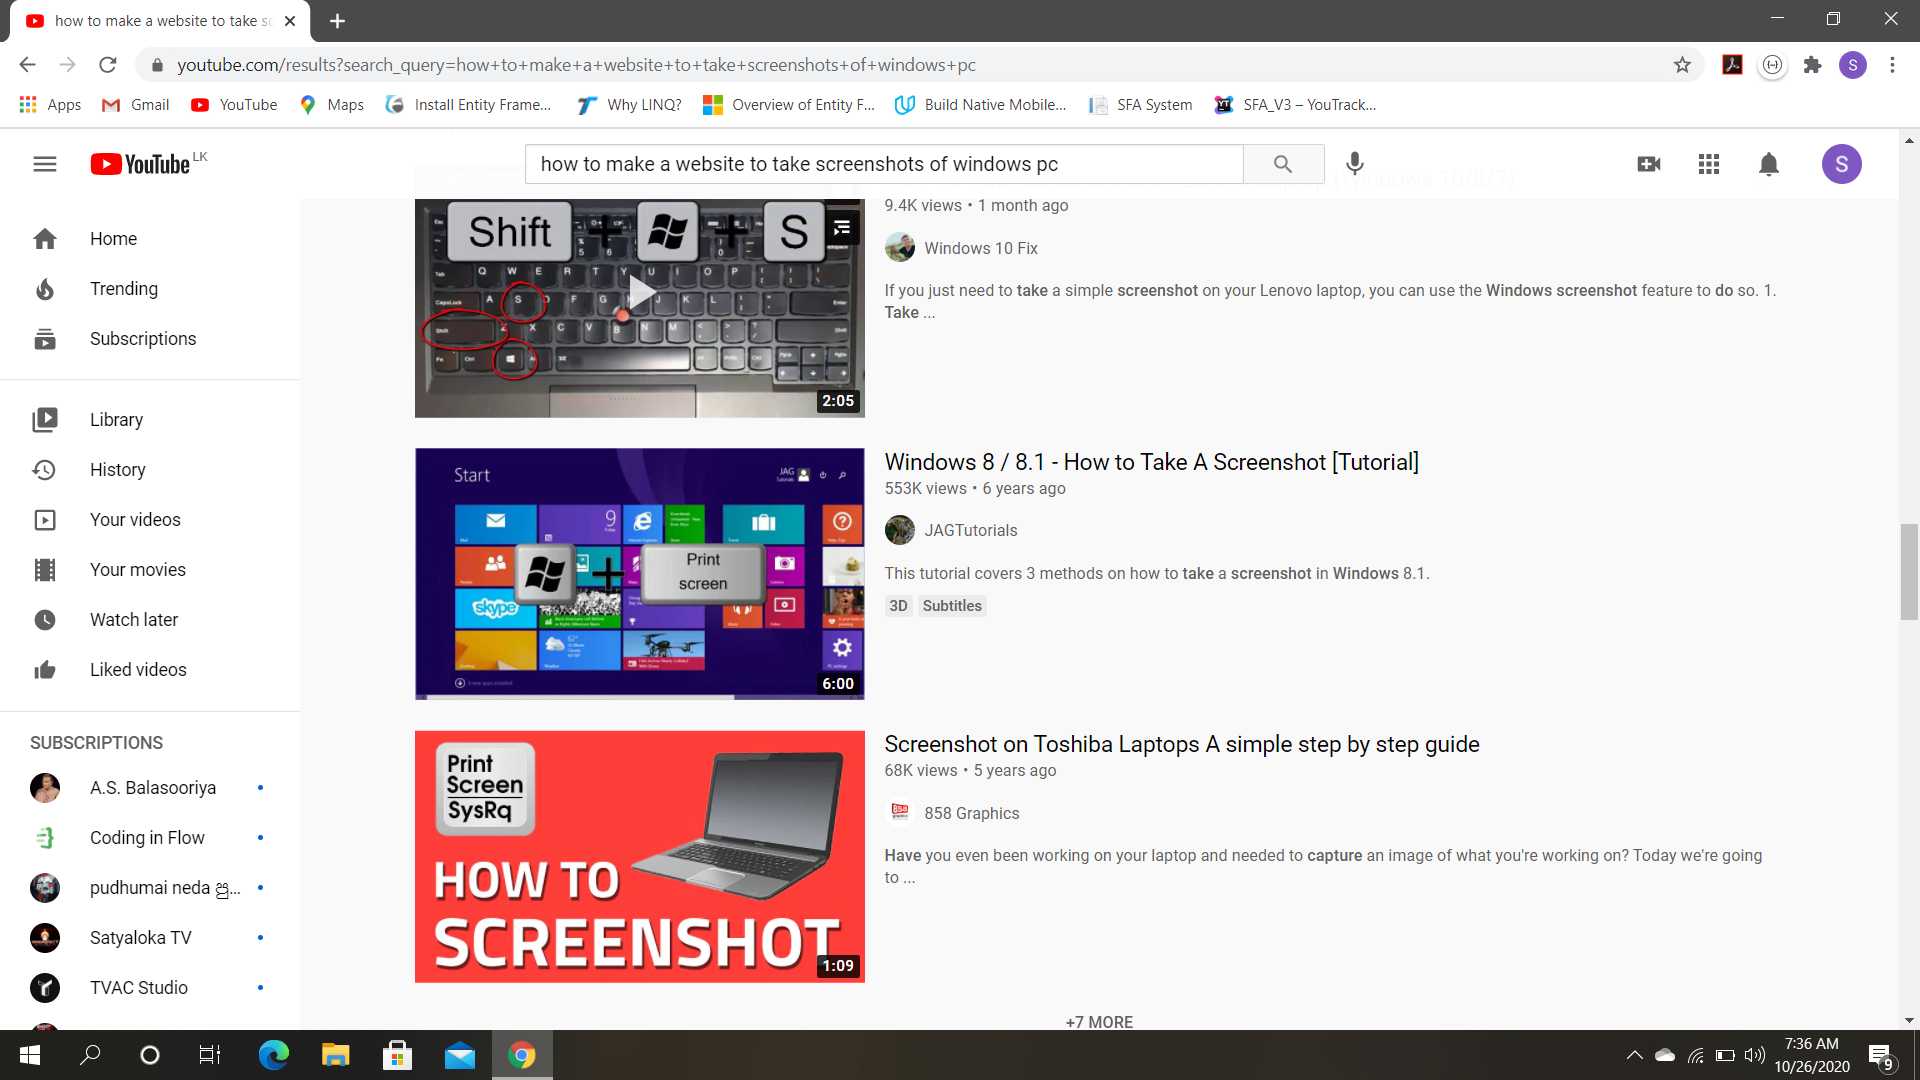 how to make a website to take sc
youtube.com/results?search_query=how+to+make+a+website+to+take+screenshots+of+windows+pc
S
Apps
Gmail
YouTube
Maps
Install Entity Frame...
Why LINQ?
Overview of Entity F...
Build Native Mobile...
SFA System
SFA_V3 – YouTrack...
YouTube LK
how to make a website to take screenshots of windows pc
S
Home
Trending
Subscriptions
Library
History
Your videos
Your movies
Watch later
Liked videos
SUBSCRIPTIONS
A.S. Balasooriya
Coding in Flow
pudhumai neda පු...
Satyaloka TV
TVAC Studio
(Windows 10/8/7)
9.4K views • 1 month ago
Windows 10 Fix
If you just need to take a simple screenshot on your Lenovo laptop, you can use the Windows screenshot feature to do so. 1.
Take ...
Shift + + S
2:05
Windows 8 / 8.1 - How to Take A Screenshot [Tutorial]
553K views • 6 years ago
JAGTutorials
This tutorial covers 3 methods on how to take a screenshot in Windows 8.1.
3D Subtitles
Start
JAG
Tutorials
9
skype
+
Print
screen
6:00
Screenshot on Toshiba Laptops A simple step by step guide
68K views • 5 years ago
858 Graphics
Have you even been working on your laptop and needed to capture an image of what you're working on? Today we're going
to ...
Print
Screen
SysRq
HOW TO
SCREENSHOT
1:09
+7 MORE
7:36 AM
10/26/2020
9